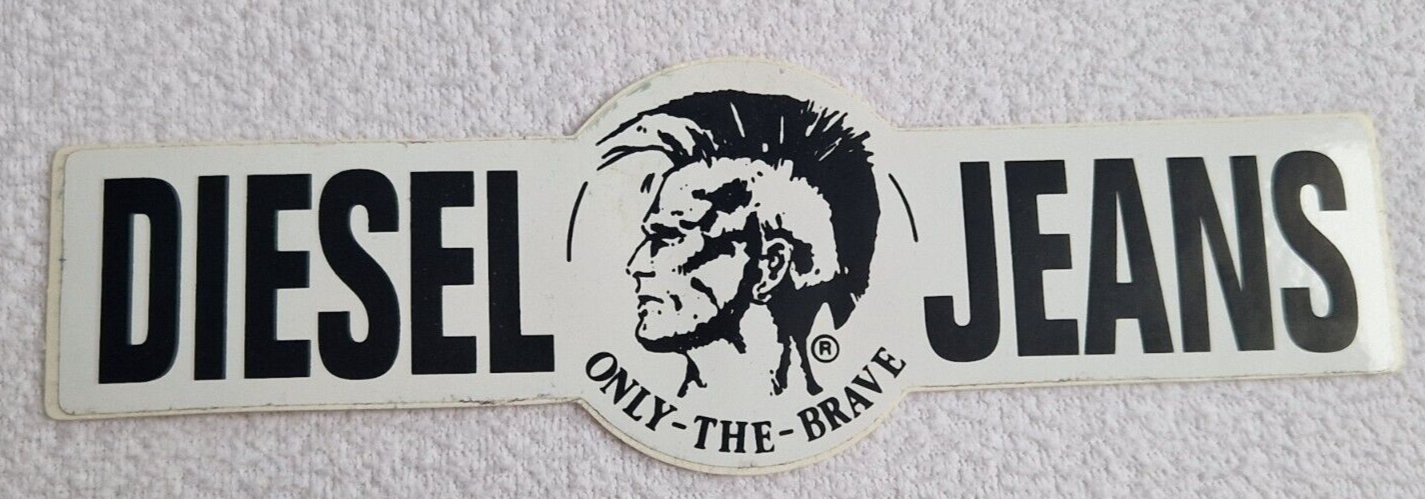 DIESEL JEANS
®
ONLY-THE-BRAVE